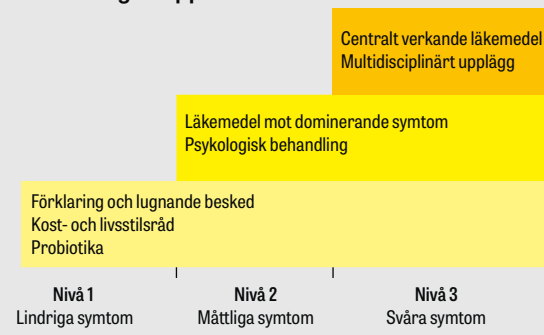 Centralt verkande läkemedel
Multidisciplinärt upplägg
Läkemedel mot dominerande symtom
Psykologisk behandling
Förklaring och lugnande besked
Kost- och livsstilsråd
Probiotika
Nivå 1
Lindriga symtom
Nivå 2
Måttliga symtom
Nivå 3
Svåra symtom